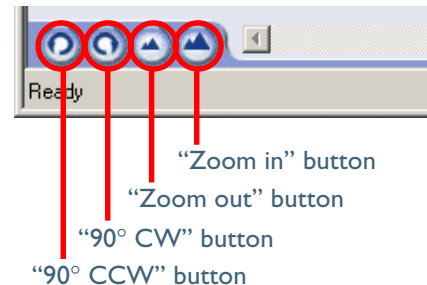 Ready
“Zoom in” button
“Zoom out” button
“90° CW” button
“90° CCW” button